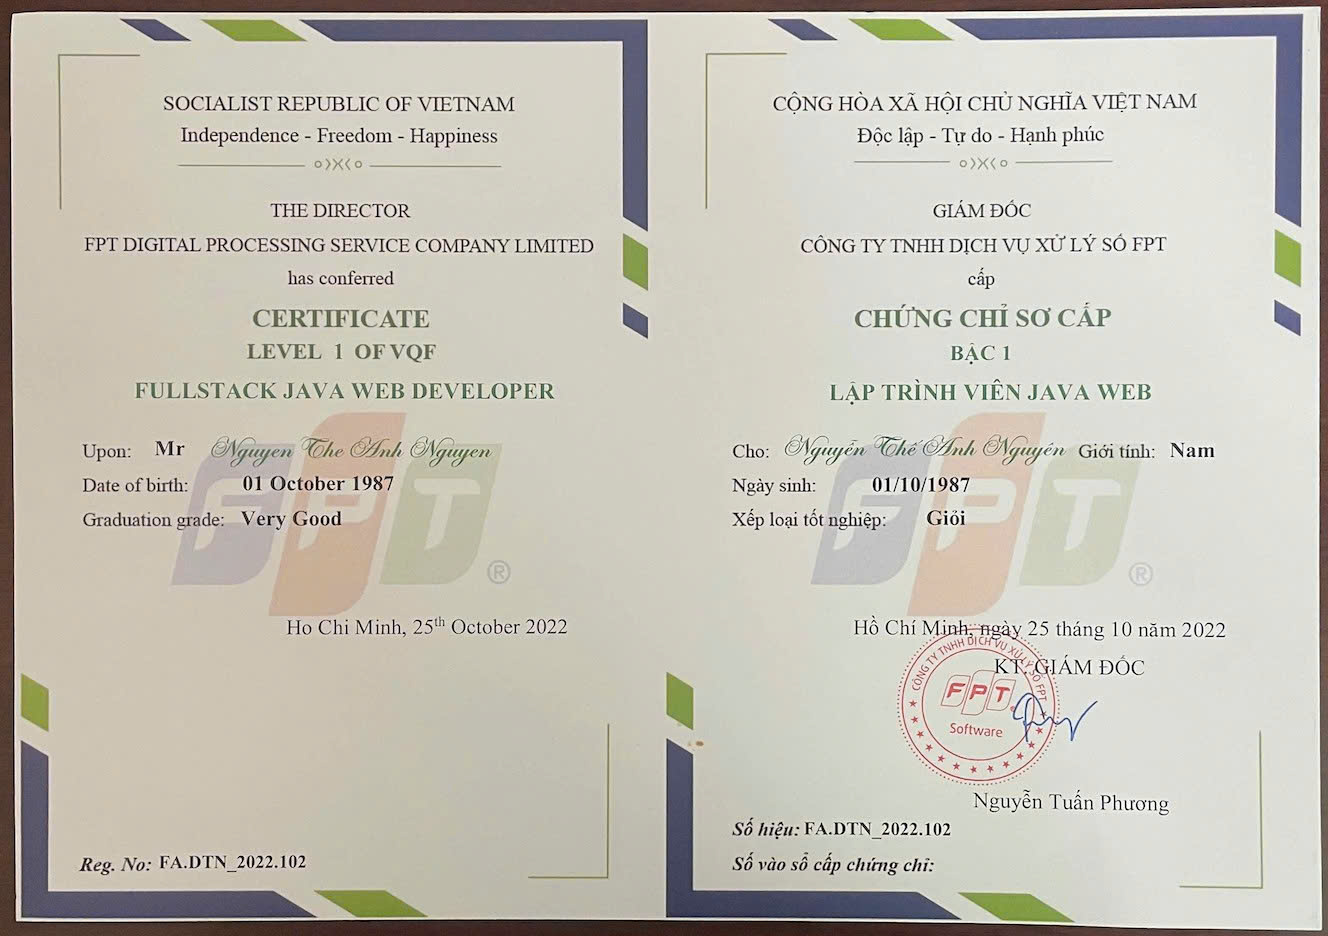 SOCIALIST REPUBLIC OF VIETNAM
Independence - Freedom - Happiness
THE DIRECTOR
FPT DIGITAL PROCESSING SERVICE COMPANY LIMITED
has conferred
CERTIFICATE
LEVEL 1 OF VQF
FULLSTACK JAVA WEB DEVELOPER
Upon: Mr Nguyen The Anh Nguyen
Date of birth: 01 October 1987
Graduation grade: Very Good
FPT ®
Ho Chi Minh, 25th October 2022
Reg. No: FA.DTN_2022.102
CỘNG HÒA XÃ HỘI CHỦ NGHĨA VIỆT NAM
Độc lập - Tự do - Hạnh phúc
GIÁM ĐỐC
CÔNG TY TNHH DỊCH VỤ XỬ LÝ SỐ FPT
cấp
CHỨNG CHỈ SƠ CẤP
BẬC 1
LẬP TRÌNH VIÊN JAVA WEB
Cho: Nguyễn Thế Anh Nguyên Giới tính: Nam
Ngày sinh: 01/10/1987
Xếp loại tốt nghiệp: Giỏi
FPT ®
Hồ Chí Minh, ngày 25 tháng 10 năm 2022
KT. GIÁM ĐỐC
CÔNG TY TNHH DỊCH VỤ XỬ LÝ SỐ FPT
FPT
Software
Nguyễn Tuấn Phương
Số hiệu: FA.DTN_2022.102
Số vào sổ cấp chứng chỉ: